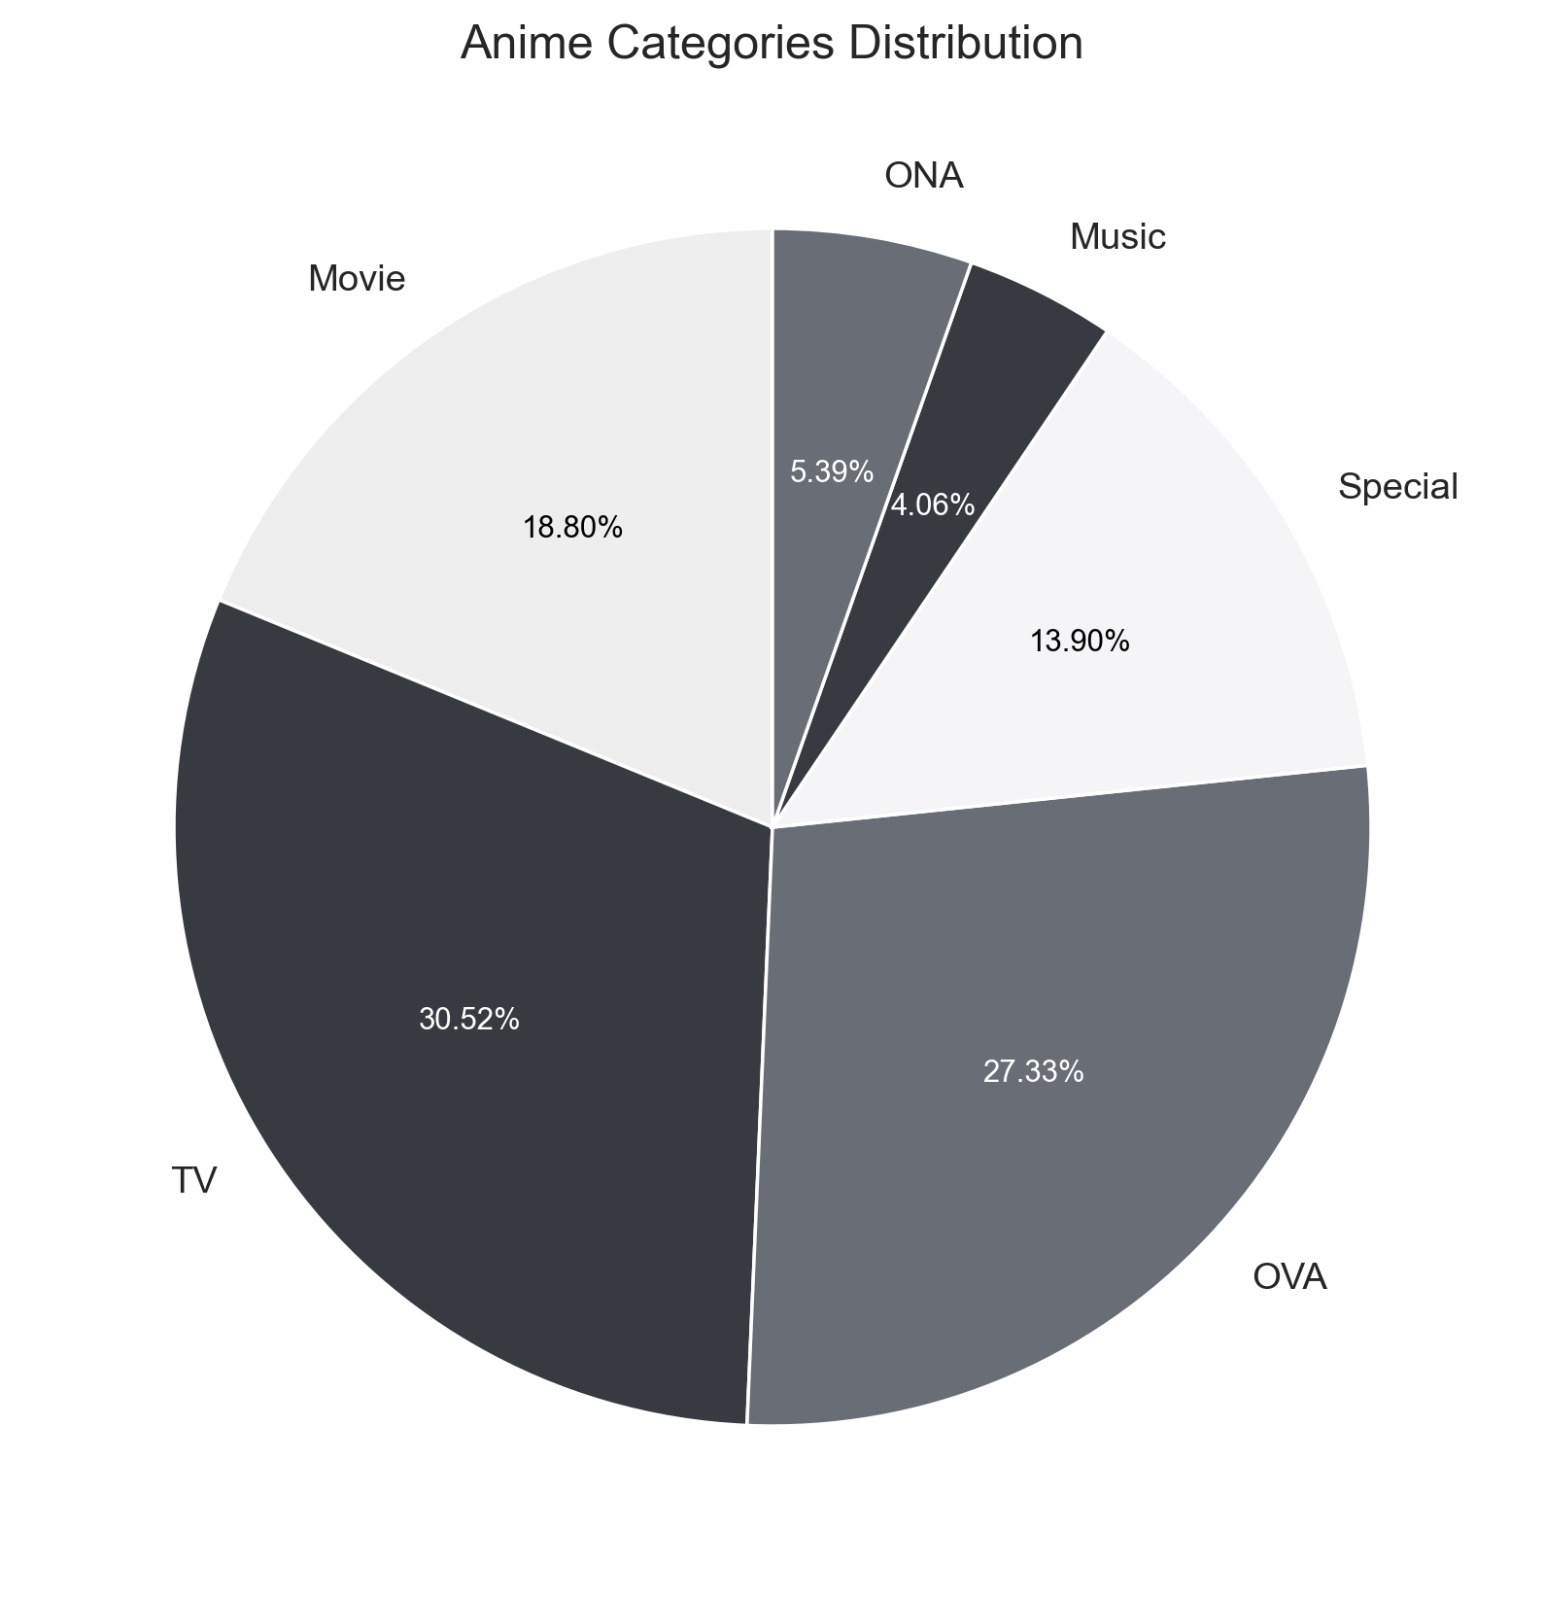 Anime Categories Distribution
ONA
Music
Movie
Special
5.39%
4.06%
18.80%
13.90%
30.52%
27.33%
TV
OVA